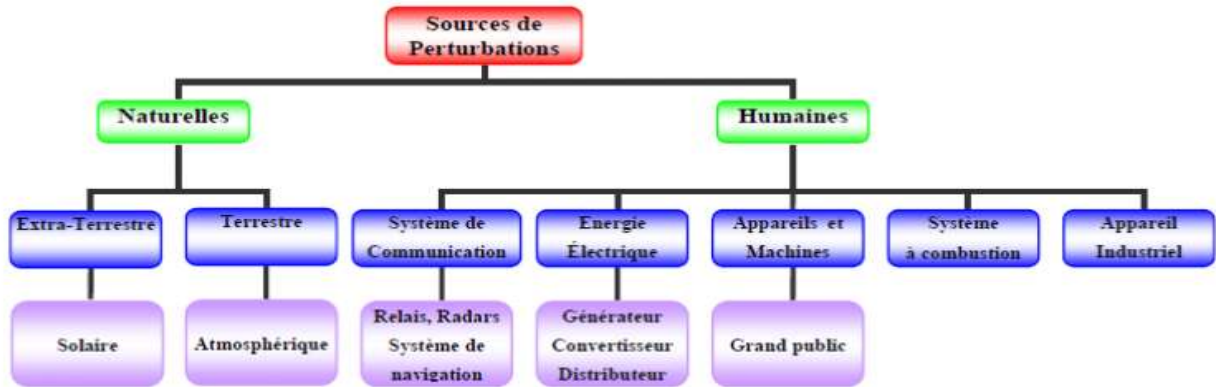 Sources de
Perturbations
Naturelles
Humaines
Extra-Terrestre
Terrestre
Système de
Communication
Energie
Électrique
Appareils et
Machines
Système
à combustion
Appareil
Industriel
Solaire
Atmosphérique
Relais, Radars
Système de
navigation
Générateur
Convertisseur
Distributeur
Grand public